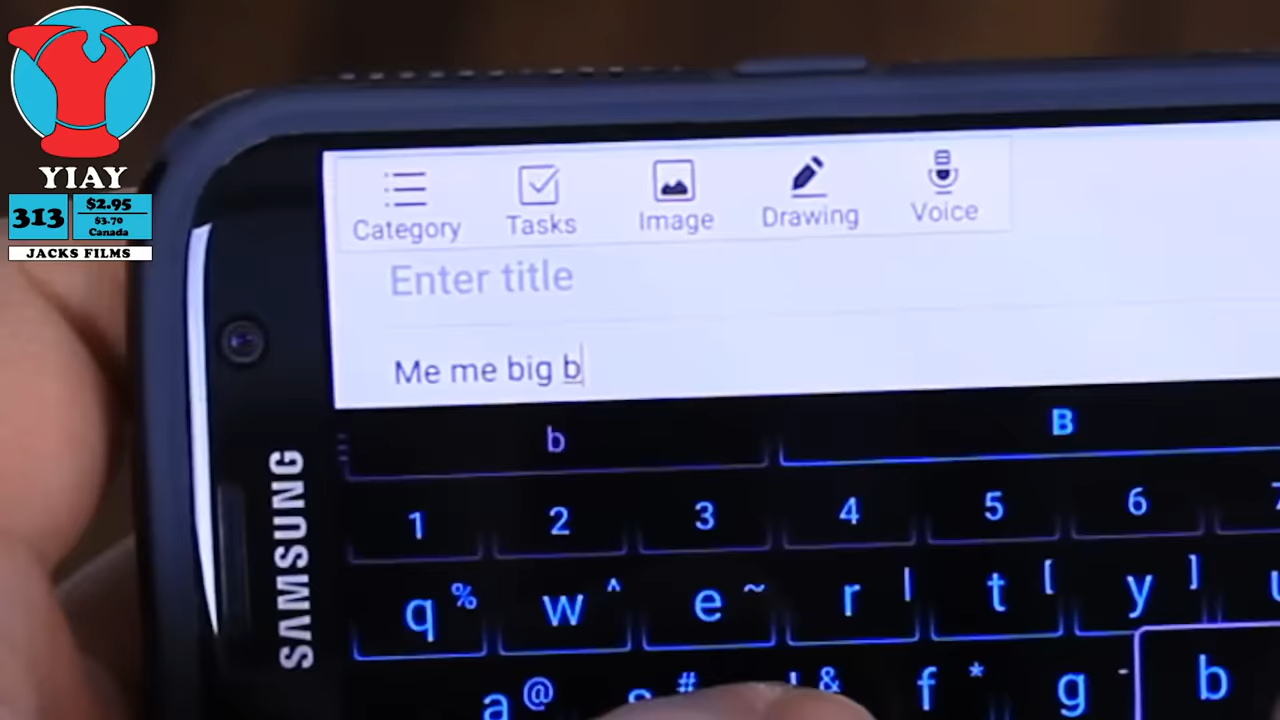 YIAY
313
$2.95
$3.70
Canada
JACKS FILMS
SAMSUNG
Category Tasks Image Drawing Voice
Enter title
Me me big b
b B
1 2 3 4 5 6 7
q % w ^ e ~ r | t [ y ] u
a @ s # d & f * g - b